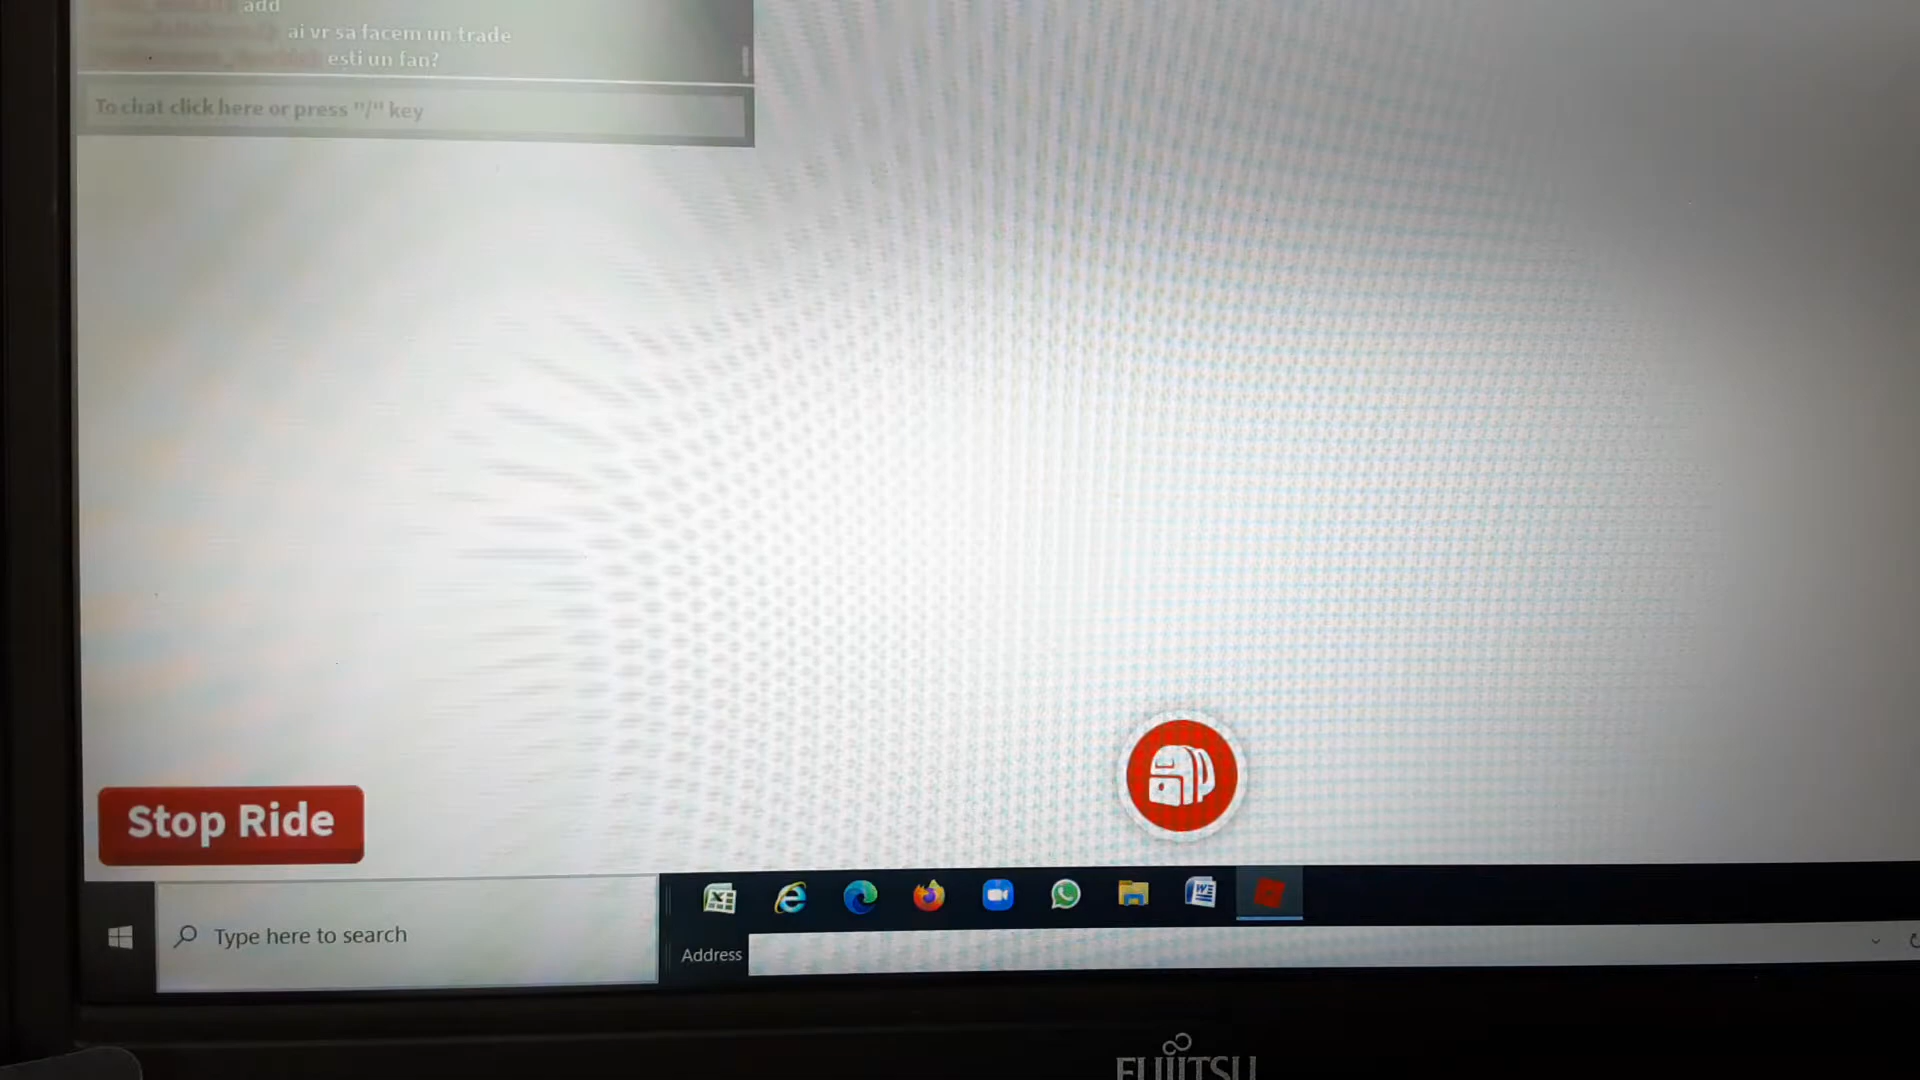 add
ai vr sa facem un trade
ești un fan?
To chat click here or press "/" key
Stop Ride
Type here to search
Address
FUJITSU